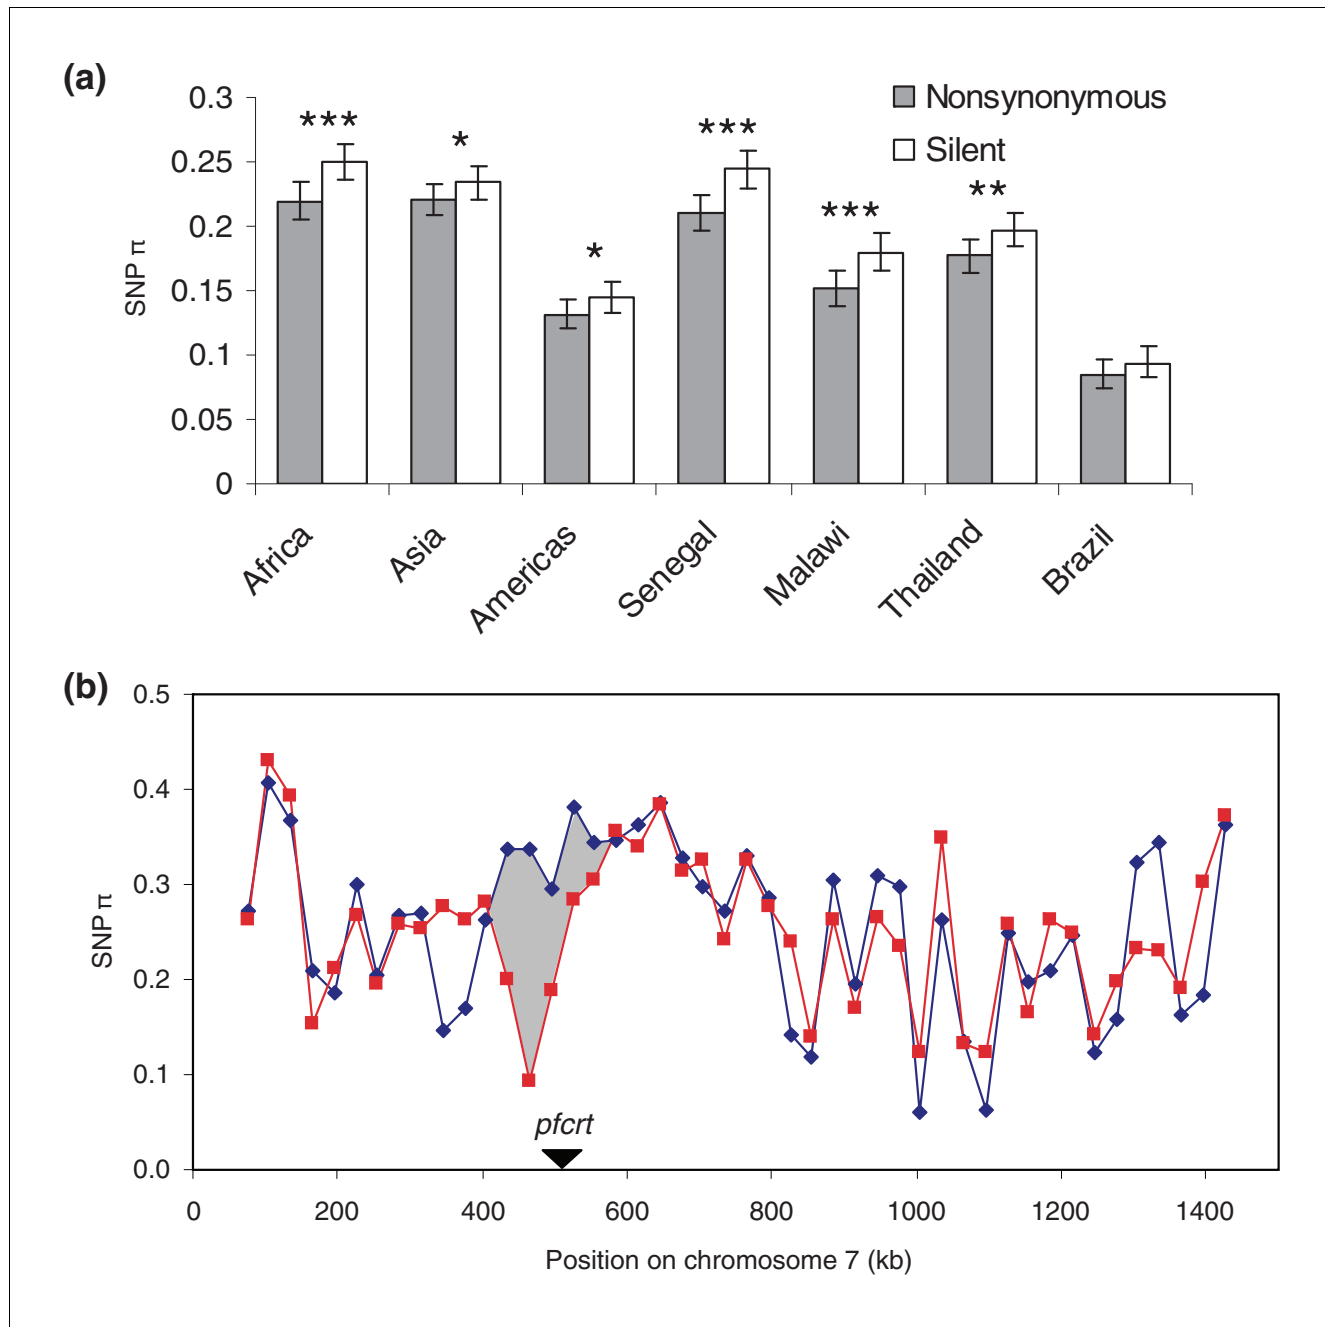 (a)
0.3
0.25
0.2
0.15
0.1
0.05
0
SNP π
Nonsynonymous
Silent
***
*
*
***
***
**
Africa
Asia
Americas
Senegal
Malawi
Thailand
Brazil
(b)
0.5
0.4
0.3
0.2
0.1
0.0
SNP π
pfcrt
0 200 400 600 800 1000 1200 1400
Position on chromosome 7 (kb)